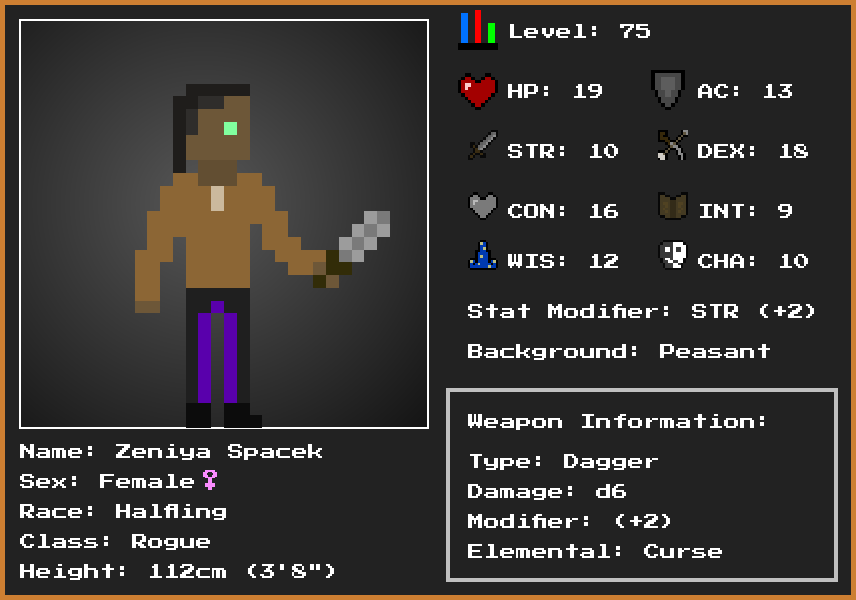 Level: 75
HP: 19
AC: 13
STR: 10
DEX: 18
CON: 16
INT: 9
WIS: 12
CHA: 10
Stat Modifier: STR (+2)
Background: Peasant
Weapon Information:
Type: Dagger
Damage: d6
Modifier: (+2)
Elemental: Curse
Name: Zeniya Spacek
Sex: Female♀
Race: Halfling
Class: Rogue
Height: 112cm (3'8")